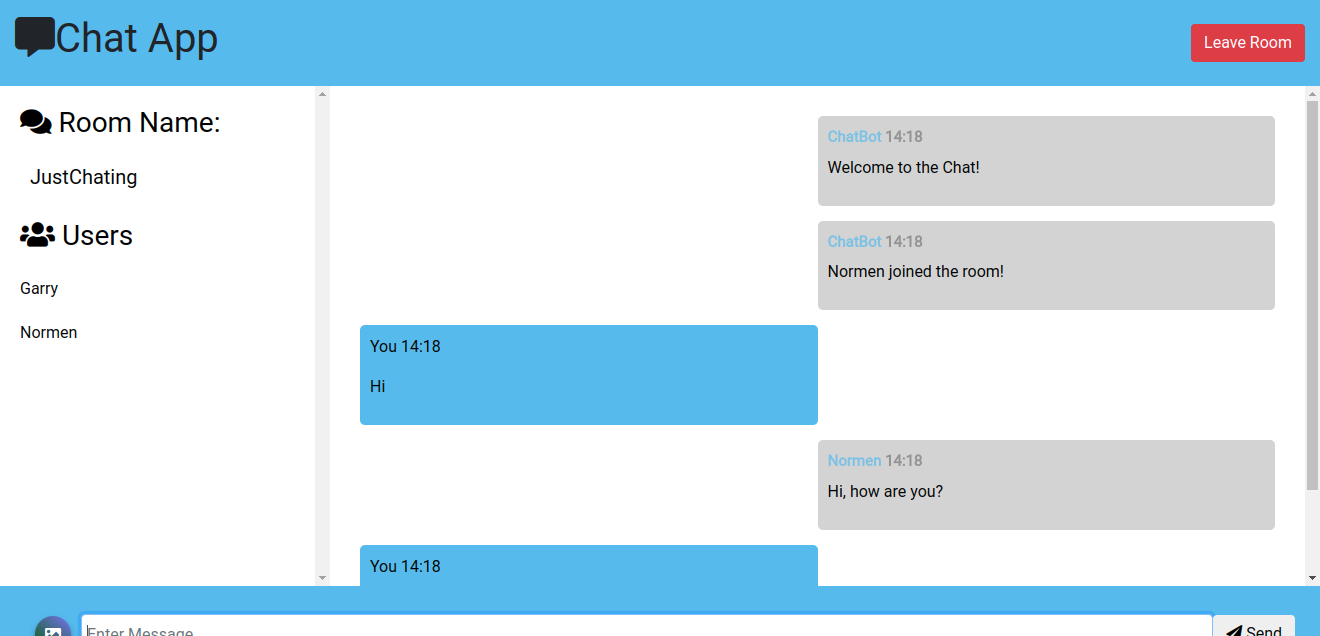 Chat App
Leave Room
Room Name:
JustChating
Users
Garry
Normen
ChatBot 14:18
Welcome to the Chat!
ChatBot 14:18
Normen joined the room!
You 14:18
Hi
Normen 14:18
Hi, how are you?
You 14:18
Enter Message
Send